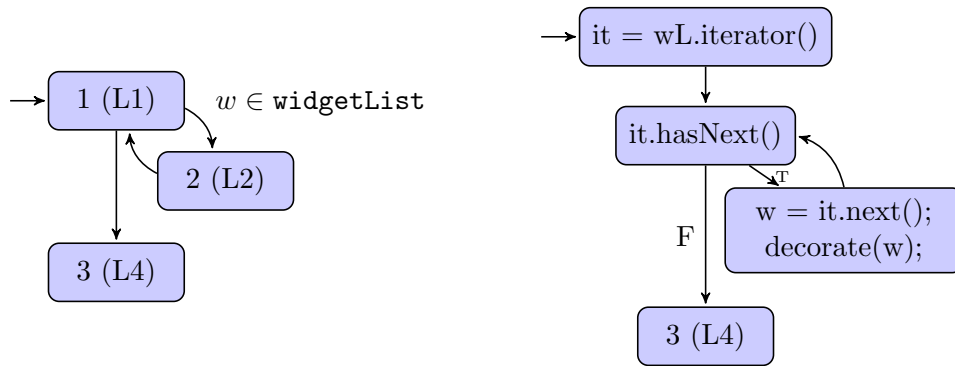 1 (L1)
w ∈ widgetList
2 (L2)
3 (L4)
it = wL.iterator()
it.hasNext()
T
w = it.next();
decorate(w);
F
3 (L4)